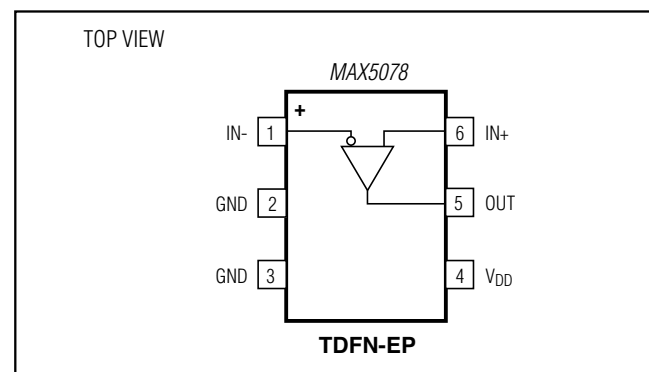 TOP VIEW
MAX5078
+
IN- 1
6 IN+
GND 2
5 OUT
GND 3
4 VDD
TDFN-EP